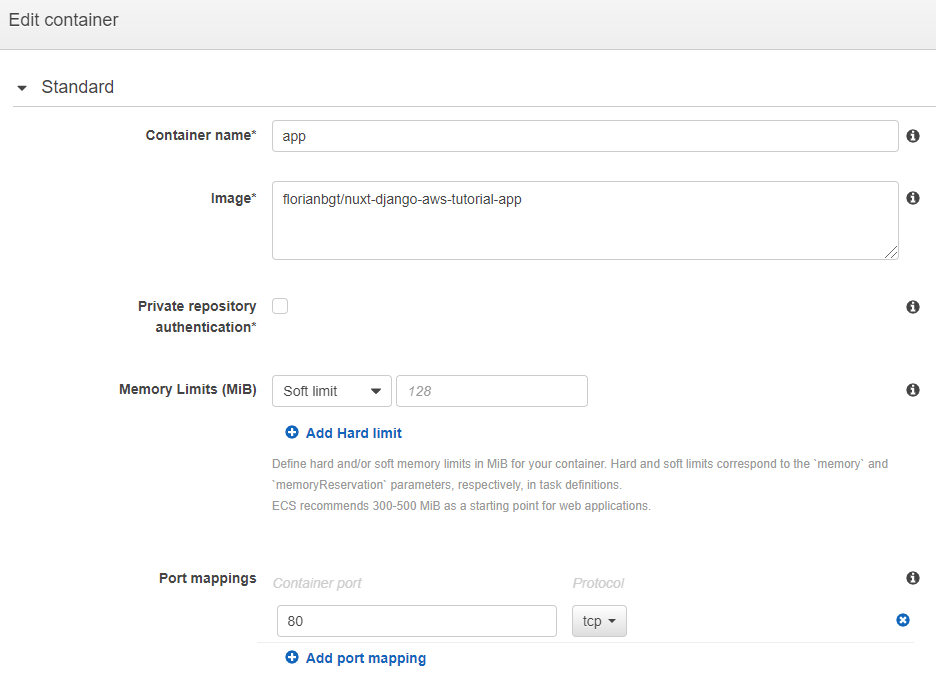 Edit container
Standard
Container name*
app
Image*
florianbgt/nuxt-django-aws-tutorial-app
Private repository
authentication*
Memory Limits (MiB)
Soft limit
128
Add Hard limit
Define hard and/or soft memory limits in MiB for your container. Hard and soft limits correspond to the `memory` and
`memoryReservation` parameters, respectively, in task definitions.
ECS recommends 300-500 MiB as a starting point for web applications.
Port mappings
Container port
Protocol
80
tcp
Add port mapping